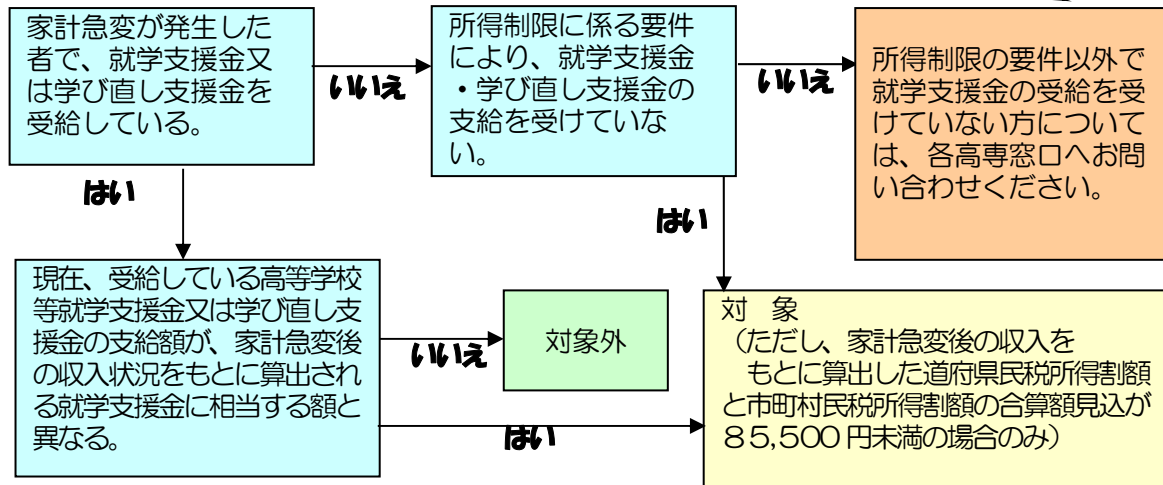 家計急変が発生した
者で、就学支援金又
は学び直し支援金を
受給している。
いいえ
所得制限に係る要件
により、就学支援金
・学び直し支援金の
支給を受けていな
い。
いいえ
所得制限の要件以外で
就学支援金の受給を受
けていない方について
は、各高専窓口へお問
い合わせください。
はい
はい
現在、受給している高等学校
等就学支援金又は学び直し支
援金の支給額が、家計急変後
の収入状況をもとに算出され
る就学支援金に相当する額と
異なる。
いいえ
対象外
はい
対 象
(ただし、家計急変後の収入を
もとに算出した道府県民税所得割額
と市町村民税所得割額の合算額見込が
85,500円未満の場合のみ)